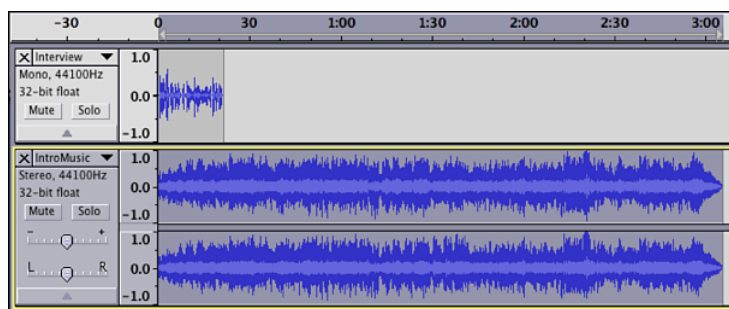 -30 0 30 1:00 1:30 2:00 2:30 3:00
X Interview 1.0
Mono, 44100Hz
32-bit float 0.0
Mute Solo
-1.0
X IntroMusic 1.0
Stereo, 44100Hz
32-bit float 0.0
Mute Solo -1.0
- + 1.0
L R 0.0
-1.0